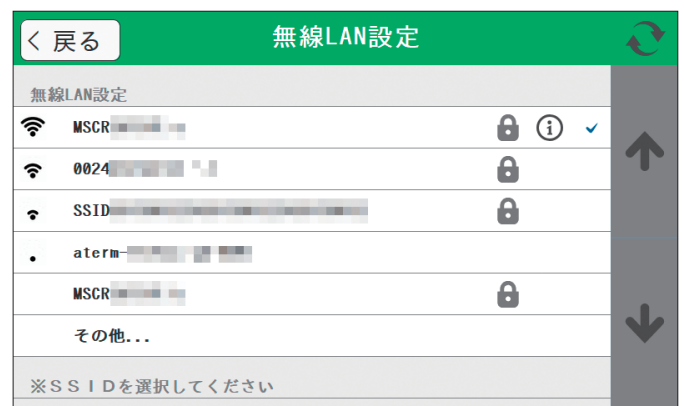 戻る
無線LAN設定
無線LAN設定
MSCR
0024
SSID
aterm-
MSCR
その他...
※ＳＳＩＤを選択してください